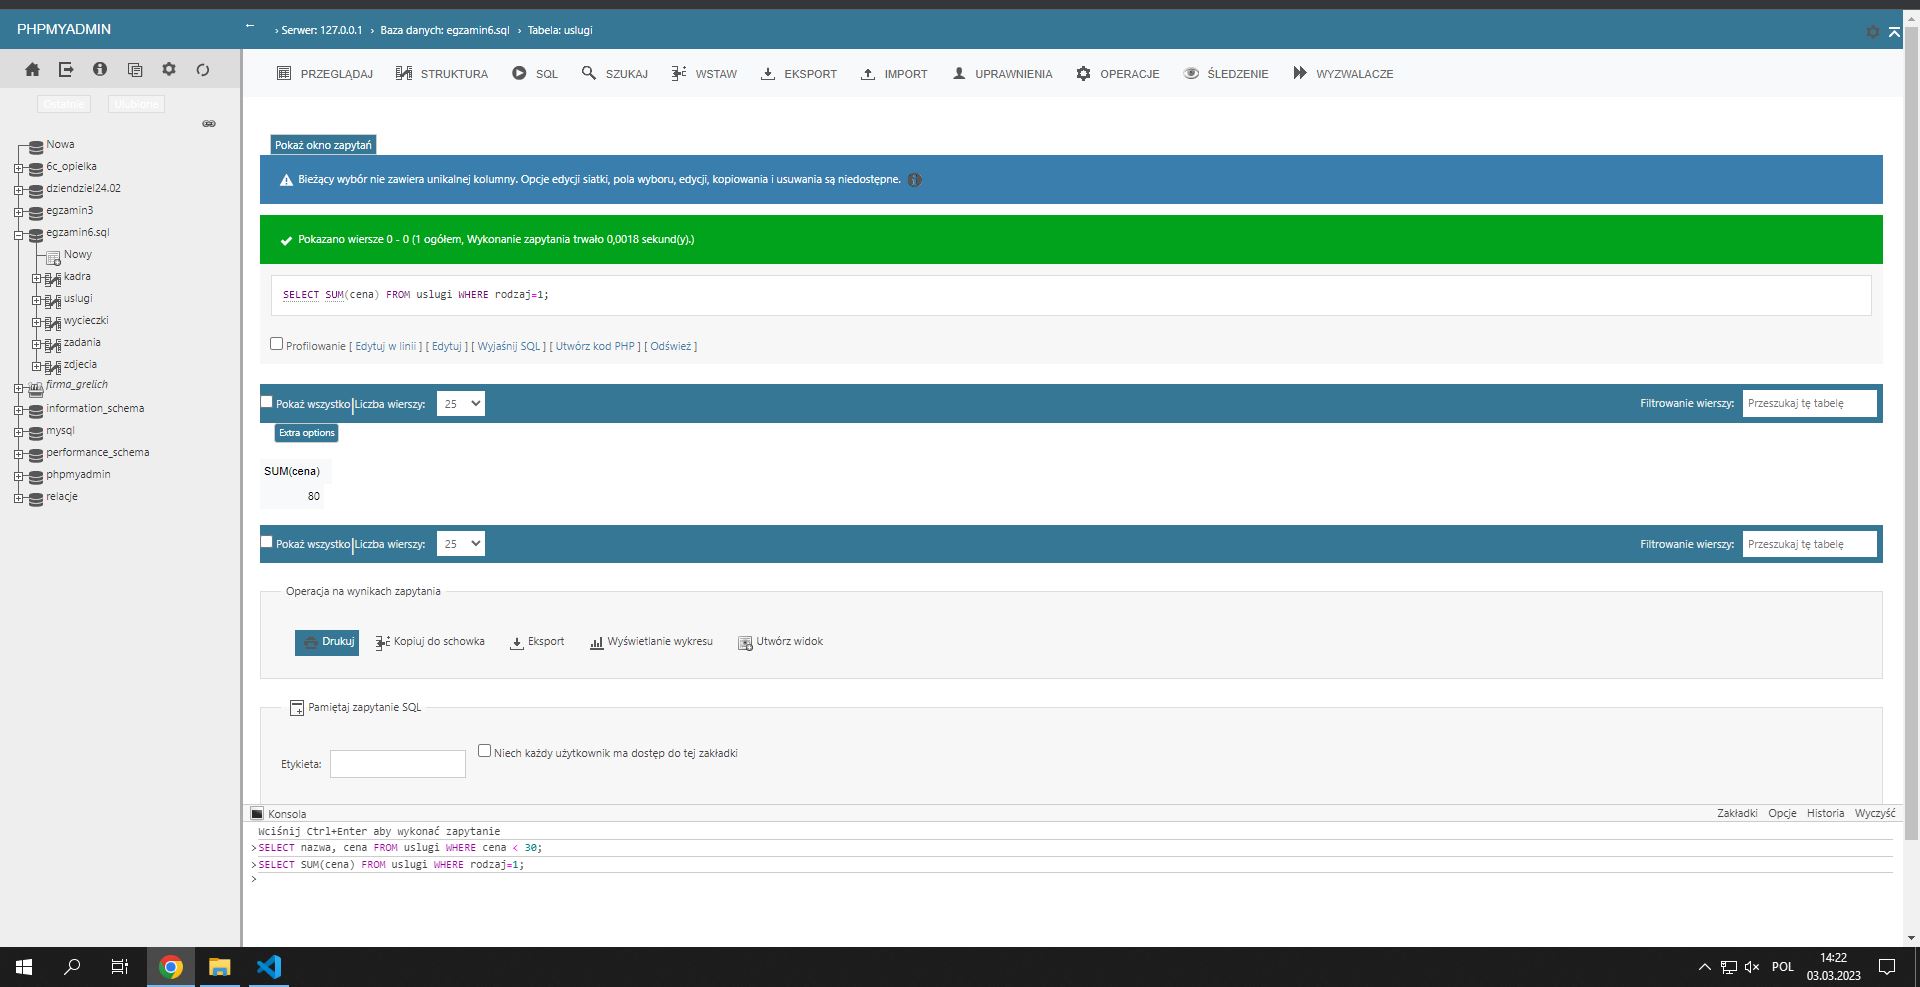 PHPMYADMIN
← › Serwer: 127.0.0.1 › Baza danych: egzamin6.sql › Tabela: uslugi
PRZEGLĄDAJ STRUKTURA SQL SZUKAJ WSTAW EKSPORT IMPORT UPRAWNIENIA OPERACJE ŚLEDZENIE WYZWALACZE
Ostatnie Ulubione
Nowa
6c_opielka
dziendziel24.02
egzamin3
egzamin6.sql
Nowy
kadra
uslugi
wycieczki
zadania
zdjecia
firma_grelich
information_schema
mysql
performance_schema
phpmyadmin
relacje
Pokaż okno zapytań
Bieżący wybór nie zawiera unikalnej kolumny. Opcje edycji siatki, pola wyboru, edycji, kopiowania i usuwania są niedostępne.
Pokazano wiersze 0 - 0 (1 ogółem, Wykonanie zapytania trwało 0,0018 sekund(y).)
SELECT SUM(cena) FROM uslugi WHERE rodzaj=1;
Profilowanie [ Edytuj w linii ] [ Edytuj ] [ Wyjaśnij SQL ] [ Utwórz kod PHP ] [ Odśwież ]
Pokaż wszystko Liczba wierszy: 25 Filtrowanie wierszy: Przeszukaj tę tabelę
Extra options
SUM(cena)
80
Pokaż wszystko Liczba wierszy: 25 Filtrowanie wierszy: Przeszukaj tę tabelę
Operacja na wynikach zapytania
Drukuj Kopiuj do schowka Eksport Wyświetlanie wykresu Utwórz widok
Pamiętaj zapytanie SQL
Etykieta: Niech każdy użytkownik ma dostęp do tej zakładki
Konsola Zakładki Opcje Historia Wyczyść
Wciśnij Ctrl+Enter aby wykonać zapytanie
>SELECT nazwa, cena FROM uslugi WHERE cena < 30;
>SELECT SUM(cena) FROM uslugi WHERE rodzaj=1;
>
POL 14:22
03.03.2023